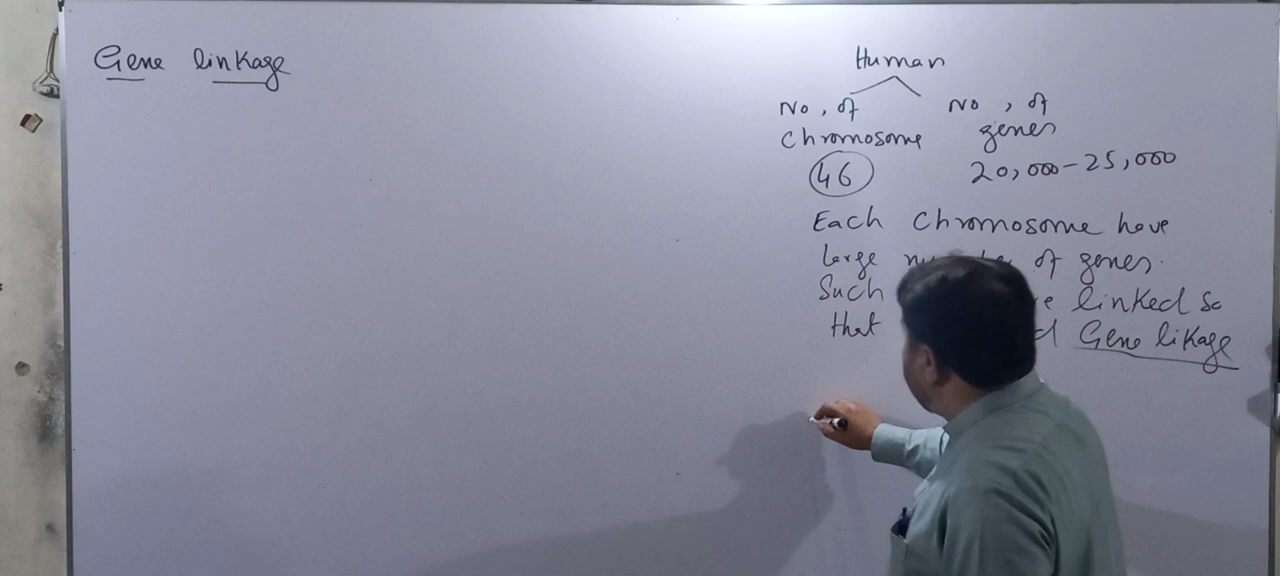 Gene linkage
Human
No, of No, of
Chromosome genes
46 20,000-25,000
Each Chromosome have
large of genes.
Such linked so
that Gene likage